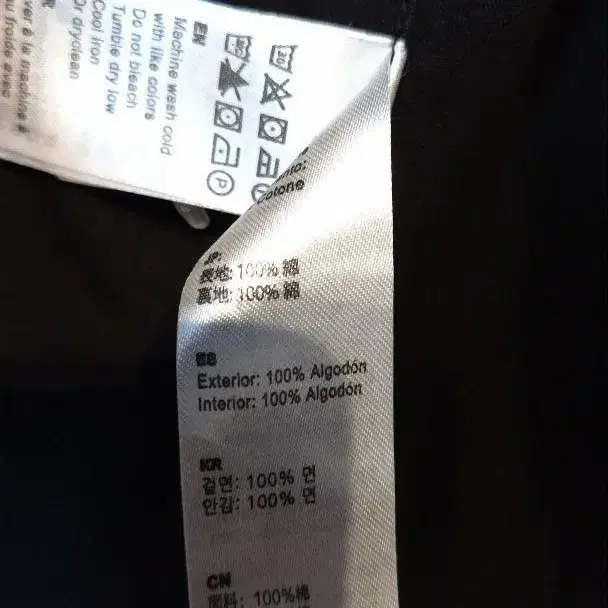 EN
Machine wash cold
with like colors
Do not bleach
Tumble dry low
Cool iron
Or dryclean
P
JP:
表地: 100% 綿
裏地: 100% 綿
ES
Exterior: 100% Algodón
Interior: 100% Algodón
KR
겉면: 100% 면
안감: 100% 면
CN
面料: 100%棉